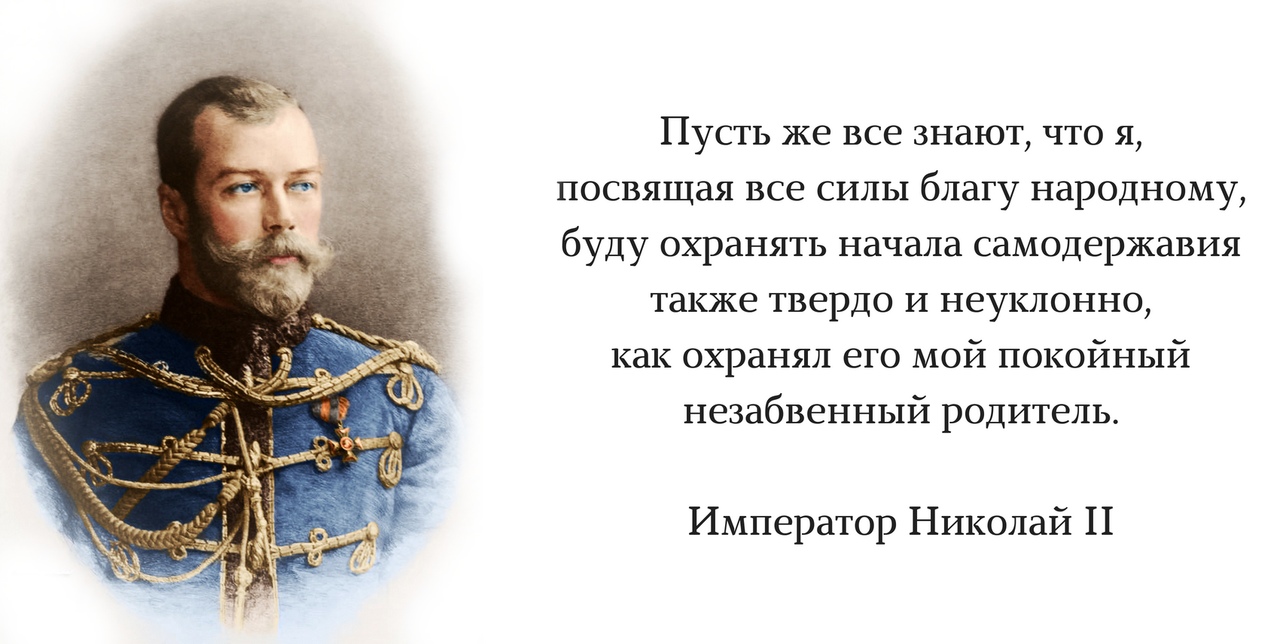 Пусть же все знают, что я,
посвящая все силы благу народному,
буду охранять начала самодержавия
также твердо и неуклонно,
как охранял его мой покойный
незабвенный родитель.
Император Николай II